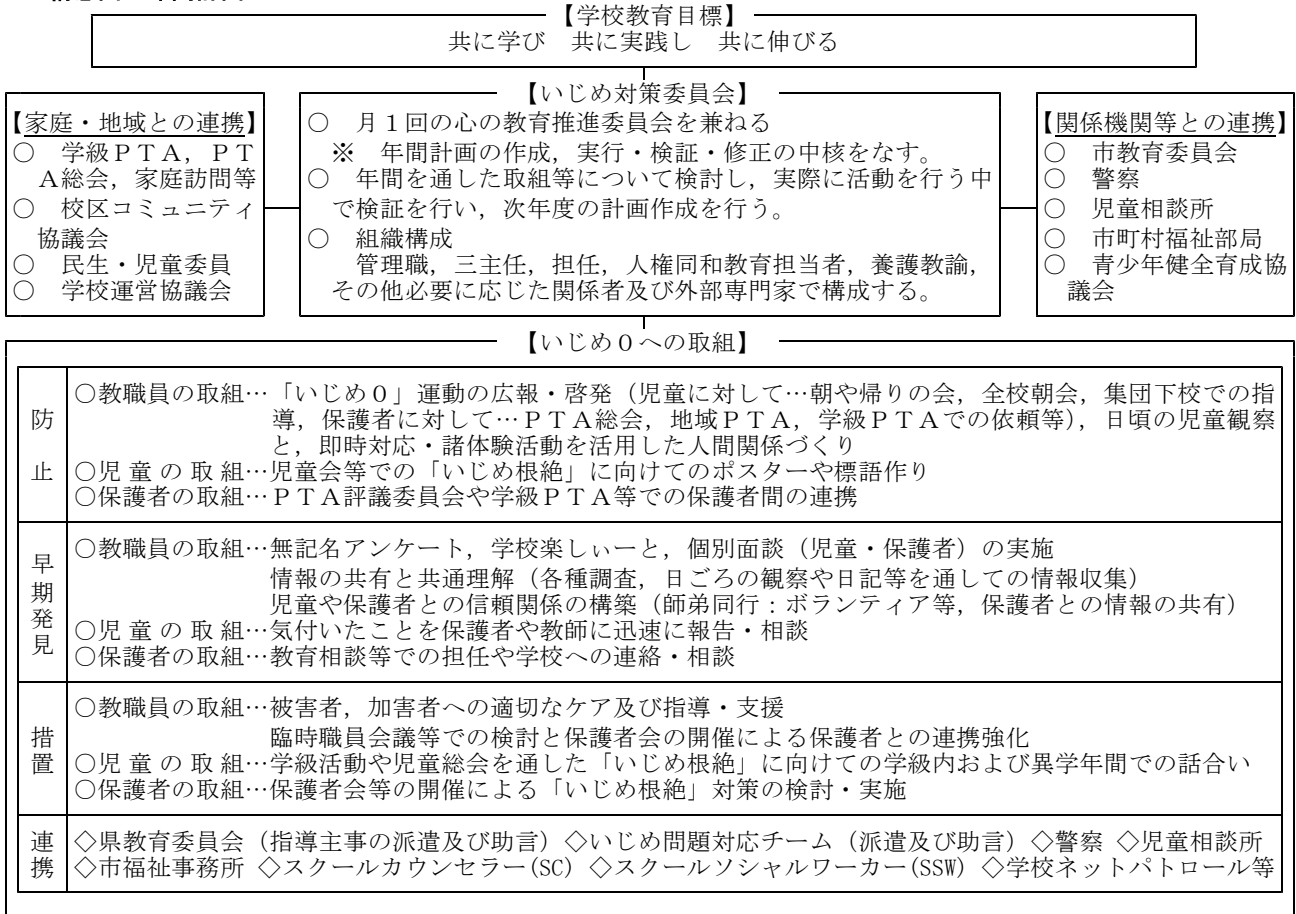 【学校教育目標】
共に学び　共に実践し　共に伸びる
【家庭・地域との連携】
○　学級ＰＴＡ，ＰＴ
Ａ総会，家庭訪問等
○　校区コミュニティ
協議会
○　民生・児童委員
○　学校運営協議会
【いじめ対策委員会】
○　月１回の心の教育推進委員会を兼ねる
※　年間計画の作成，実行・検証・修正の中核をなす。
○　年間を通した取組等について検討し，実際に活動を行う中
で検証を行い，次年度の計画作成を行う。
○　組織構成
管理職，三主任，担任，人権同和教育担当者，養護教諭，
その他必要に応じた関係者及び外部専門家で構成する。
【関係機関等との連携】
○　市教育委員会
○　警察
○　児童相談所
○　市町村福祉部局
○　青少年健全育成協
議会
【いじめ０への取組】
防止
○教職員の取組…「いじめ０」運動の広報・啓発（児童に対して…朝や帰りの会，全校朝会，集団下校での指
導，保護者に対して…ＰＴＡ総会，地域ＰＴＡ，学級ＰＴＡでの依頼等），日頃の児童観察
と，即時対応・諸体験活動を活用した人間関係づくり
○児童の取組…児童会等での「いじめ根絶」に向けてのポスターや標語作り
○保護者の取組…ＰＴＡ評議委員会や学級ＰＴＡ等での保護者間の連携
早期発見
○教職員の取組…無記名アンケート，学校楽しぃーと，個別面談（児童・保護者）の実施
情報の共有と共通理解（各種調査，日ごろの観察や日記等を通しての情報収集）
児童や保護者との信頼関係の構築（師弟同行：ボランティア等，保護者との情報の共有）
○児童の取組…気付いたことを保護者や教師に迅速に報告・相談
○保護者の取組…教育相談等での担任や学校への連絡・相談
措置
○教職員の取組…被害者，加害者への適切なケア及び指導・支援
臨時職員会議等での検討と保護者会の開催による保護者との連携強化
○児童の取組…学級活動や児童総会を通した「いじめ根絶」に向けての学級内および異学年間での話合い
○保護者の取組…保護者会等の開催による「いじめ根絶」対策の検討・実施
連携
◇県教育委員会（指導主事の派遣及び助言）◇いじめ問題対応チーム（派遣及び助言）◇警察 ◇児童相談所
◇市福祉事務所 ◇スクールカウンセラー(SC) ◇スクールソシャルワーカー(SSW) ◇学校ネットパトロール等